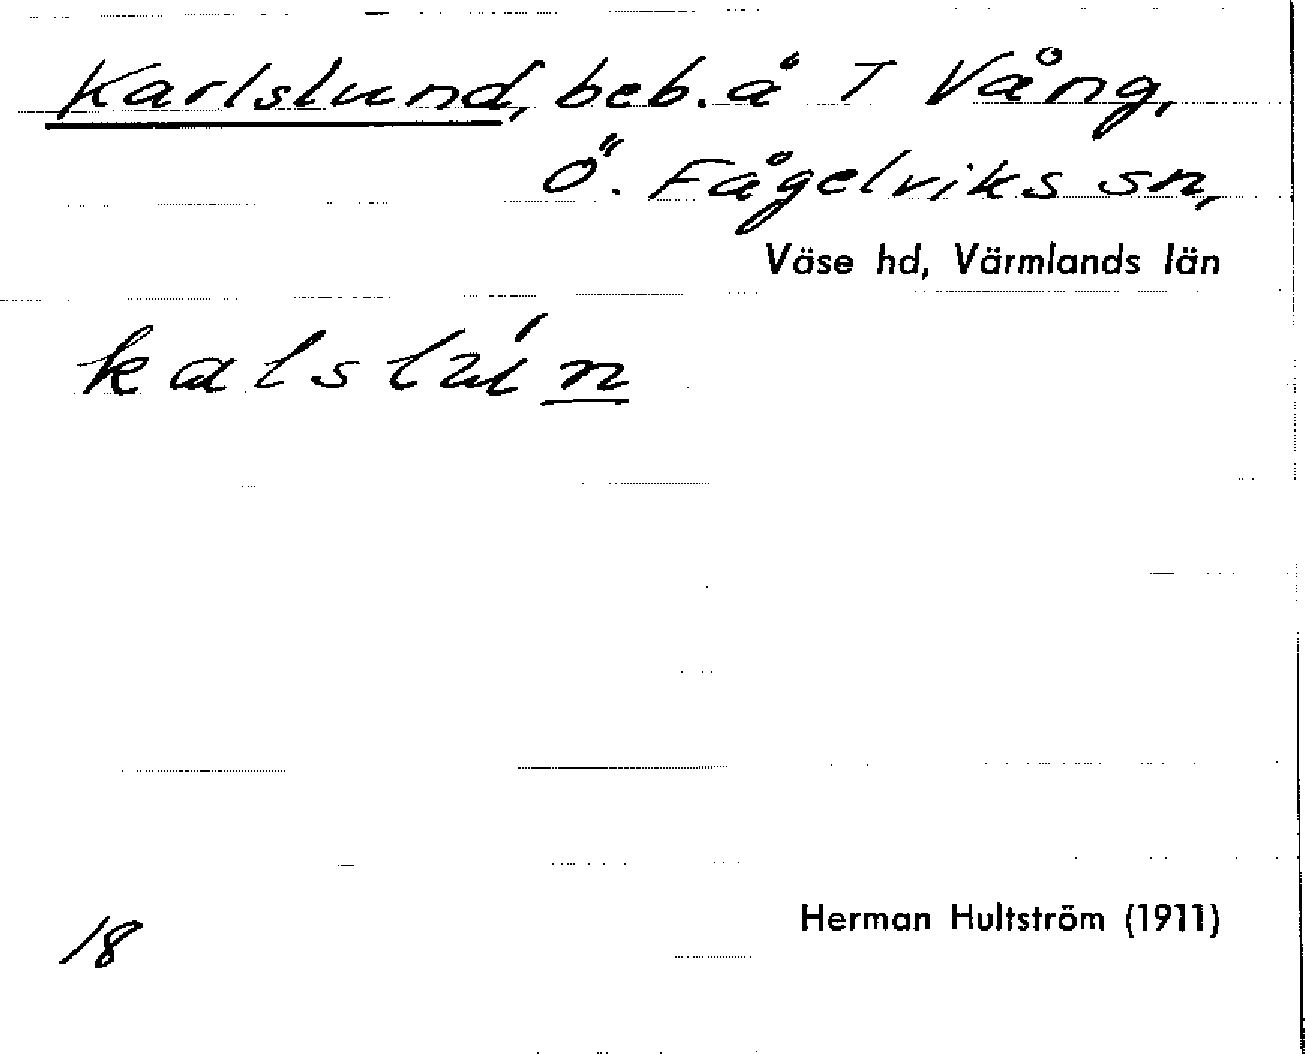 Karlslund, beb. å T Vång,
Ö. Fågelviks sn,
Väse hd, Värmlands län
kalslún
18
Herman Hultström (1911)